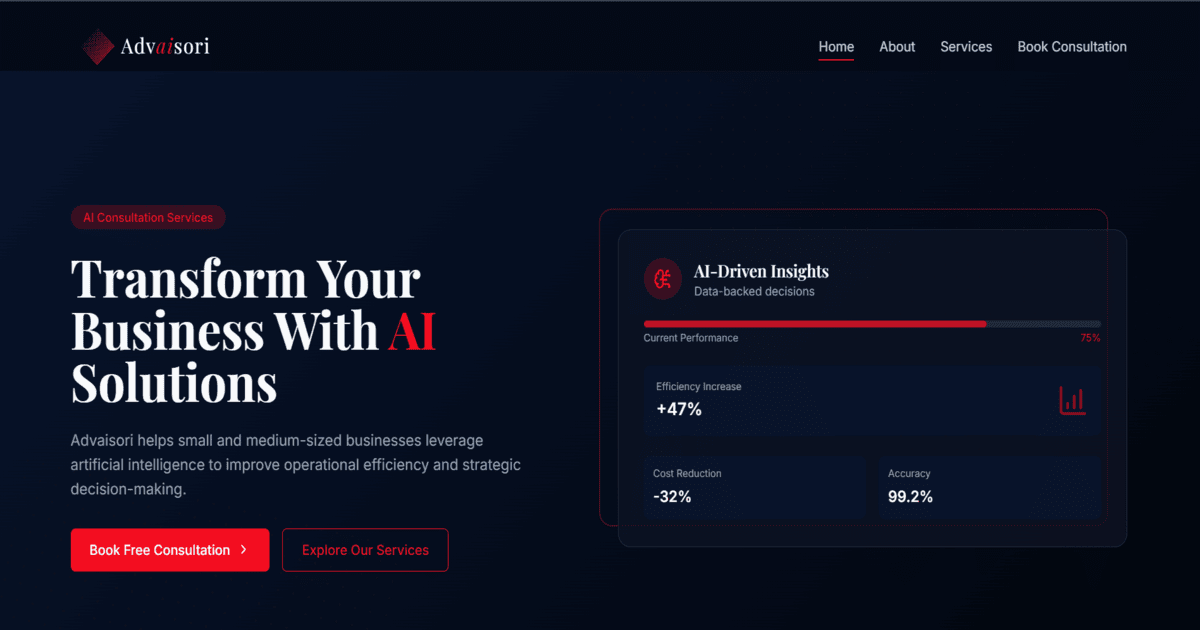 Advaisori
Home
About
Services
Book Consultation
AI Consultation Services
Transform Your
Business With AI
Solutions
Advaisori helps small and medium-sized businesses leverage
artificial intelligence to improve operational efficiency and strategic
decision-making.
Book Free Consultation
Explore Our Services
AI-Driven Insights
Data-backed decisions
Current Performance
75%
Efficiency Increase
+47%
Cost Reduction
-32%
Accuracy
99.2%